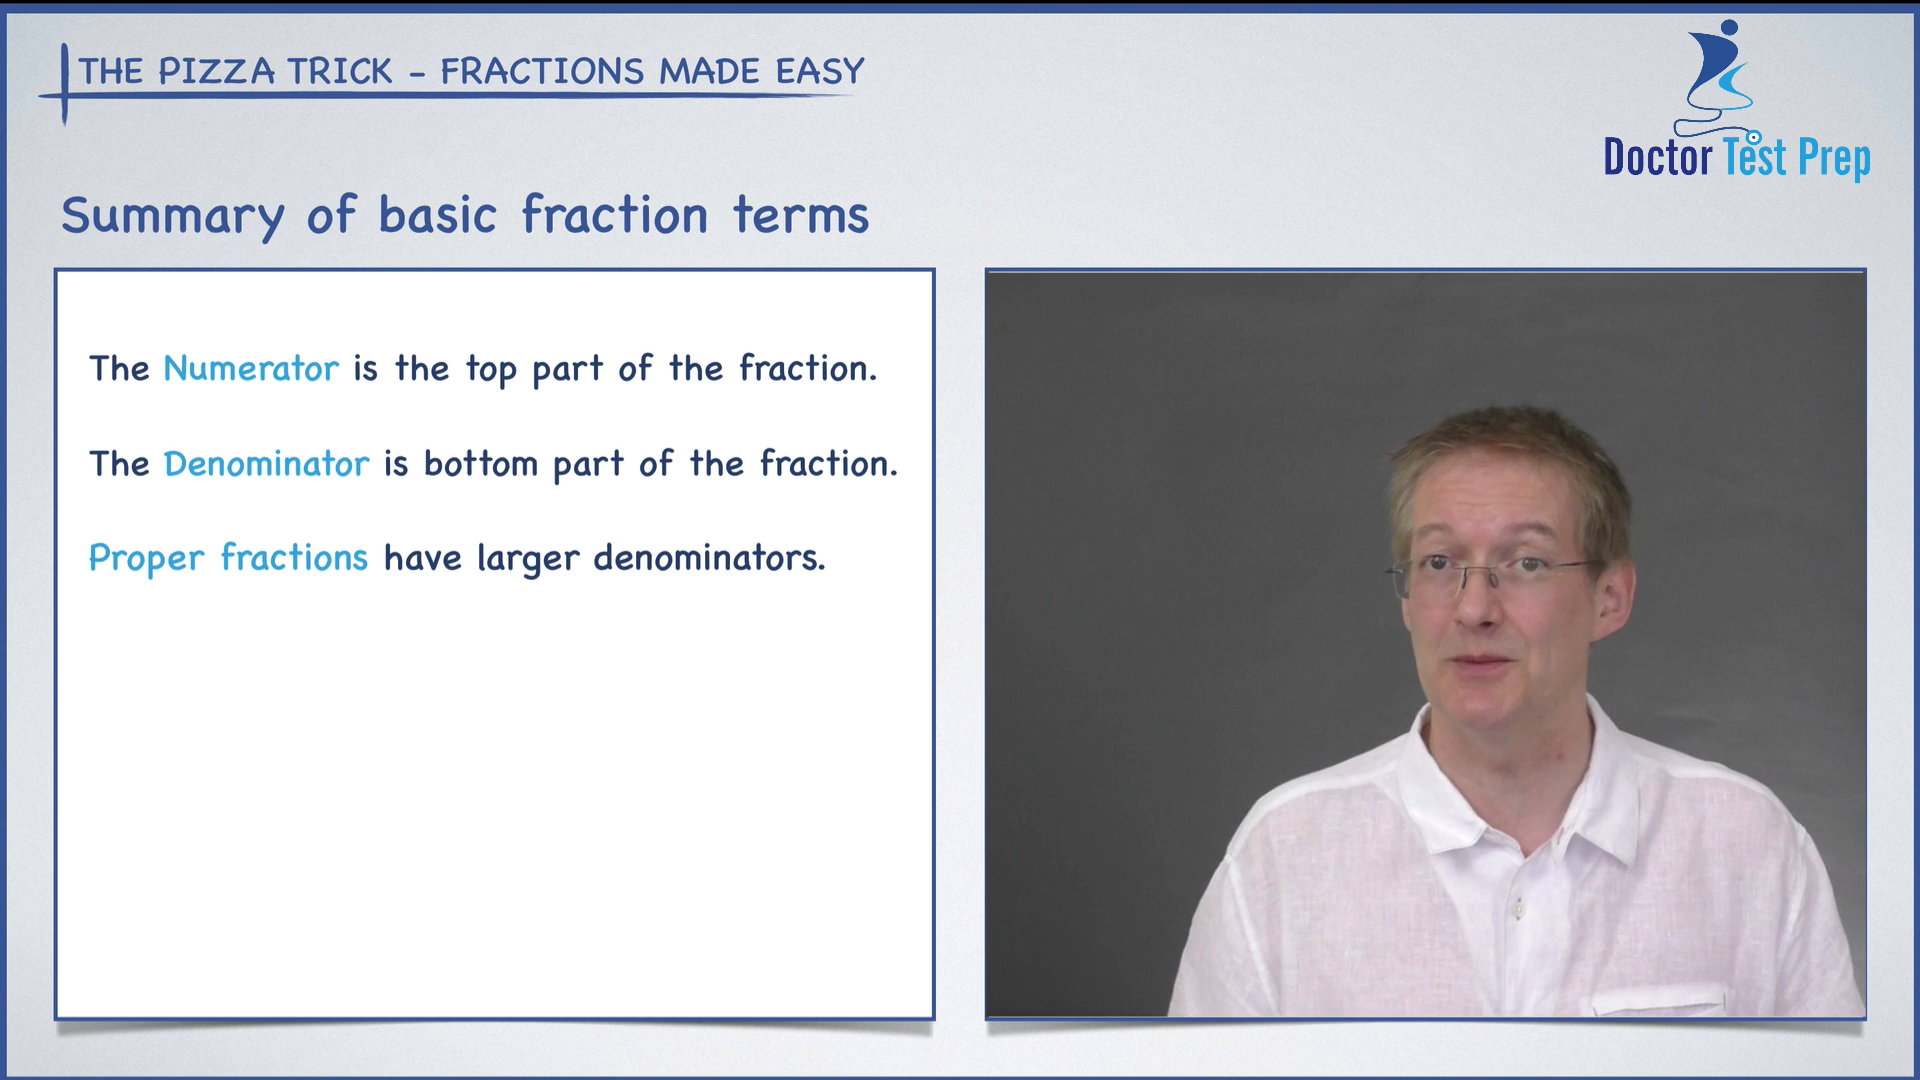 THE PIZZA TRICK - FRACTIONS MADE EASY
Doctor Test Prep
Summary of basic fraction terms
The Numerator is the top part of the fraction.
The Denominator is bottom part of the fraction.
Proper fractions have larger denominators.